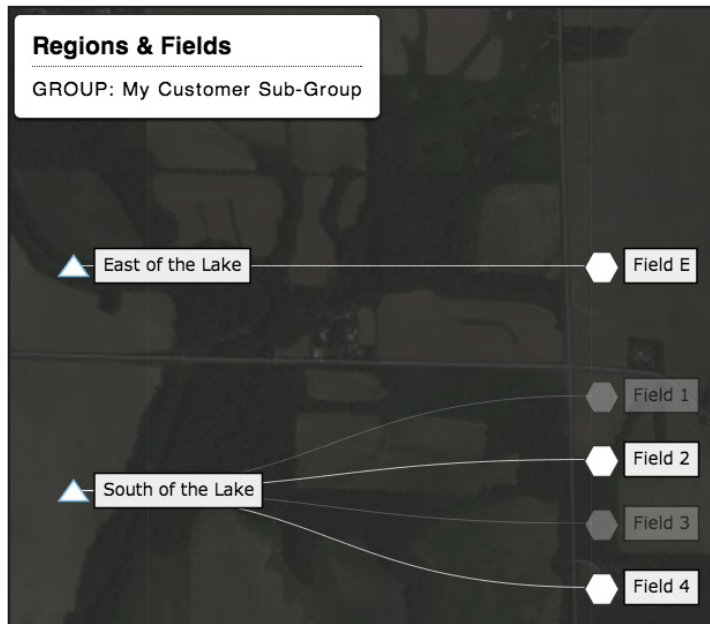 Regions & Fields
GROUP: My Customer Sub-Group
East of the Lake
Field E
Field 1
South of the Lake
Field 2
Field 3
Field 4